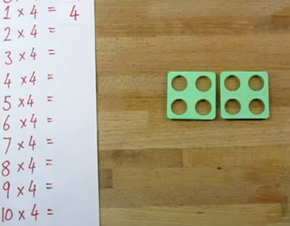 1 × 4 = 4
2 × 4 =
3 × 4 =
4 × 4 =
5 × 4 =
6 × 4 =
7 × 4 =
8 × 4 =
9 × 4 =
10 × 4 =